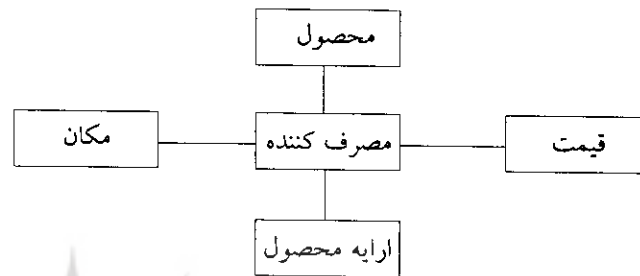 محصول
قیمت
مصرف کننده
مکان
ارایه محصول